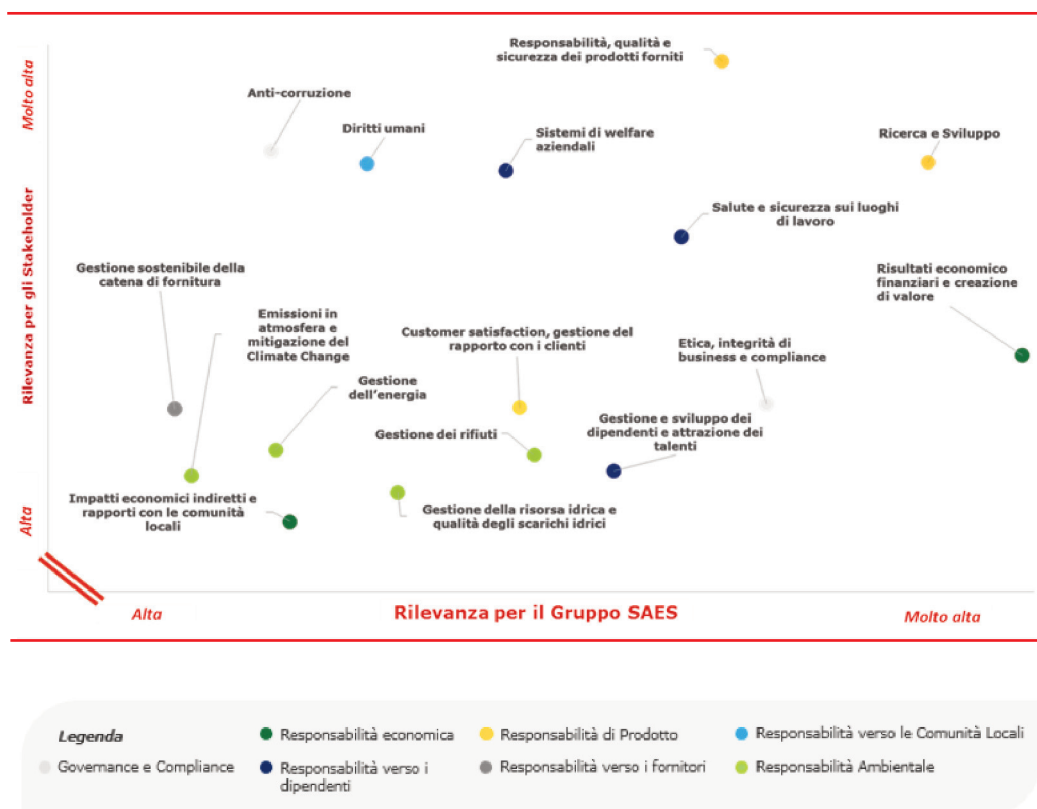 Molto alta
Rilevanza per gli Stakeholder
Alta
Responsabilità, qualità e
sicurezza dei prodotti forniti
Anti-corruzione
Diritti umani
Sistemi di welfare
aziendali
Ricerca e Sviluppo
Salute e sicurezza sui luoghi
di lavoro
Gestione sostenibile della
catena di fornitura
Risultati economico
finanziari e creazione
di valore
Emissioni in
atmosfera e
mitigazione del
Climate Change
Customer satisfaction, gestione del
rapporto con i clienti
Etica, integrità di
business e compliance
Gestione
dell'energia
Gestione dei rifiuti
Gestione e sviluppo dei
dipendenti e attrazione dei
talenti
Impatti economici indiretti e
rapporti con le comunità
locali
Gestione della risorsa idrica e
qualità degli scarichi idrici
Alta
Rilevanza per il Gruppo SAES
Molto alta
Legenda
Responsabilità economica
Responsabilità di Prodotto
Responsabilità verso le Comunità Locali
Governance e Compliance
Responsabilità verso i
dipendenti
Responsabilità verso i fornitori
Responsabilità Ambientale